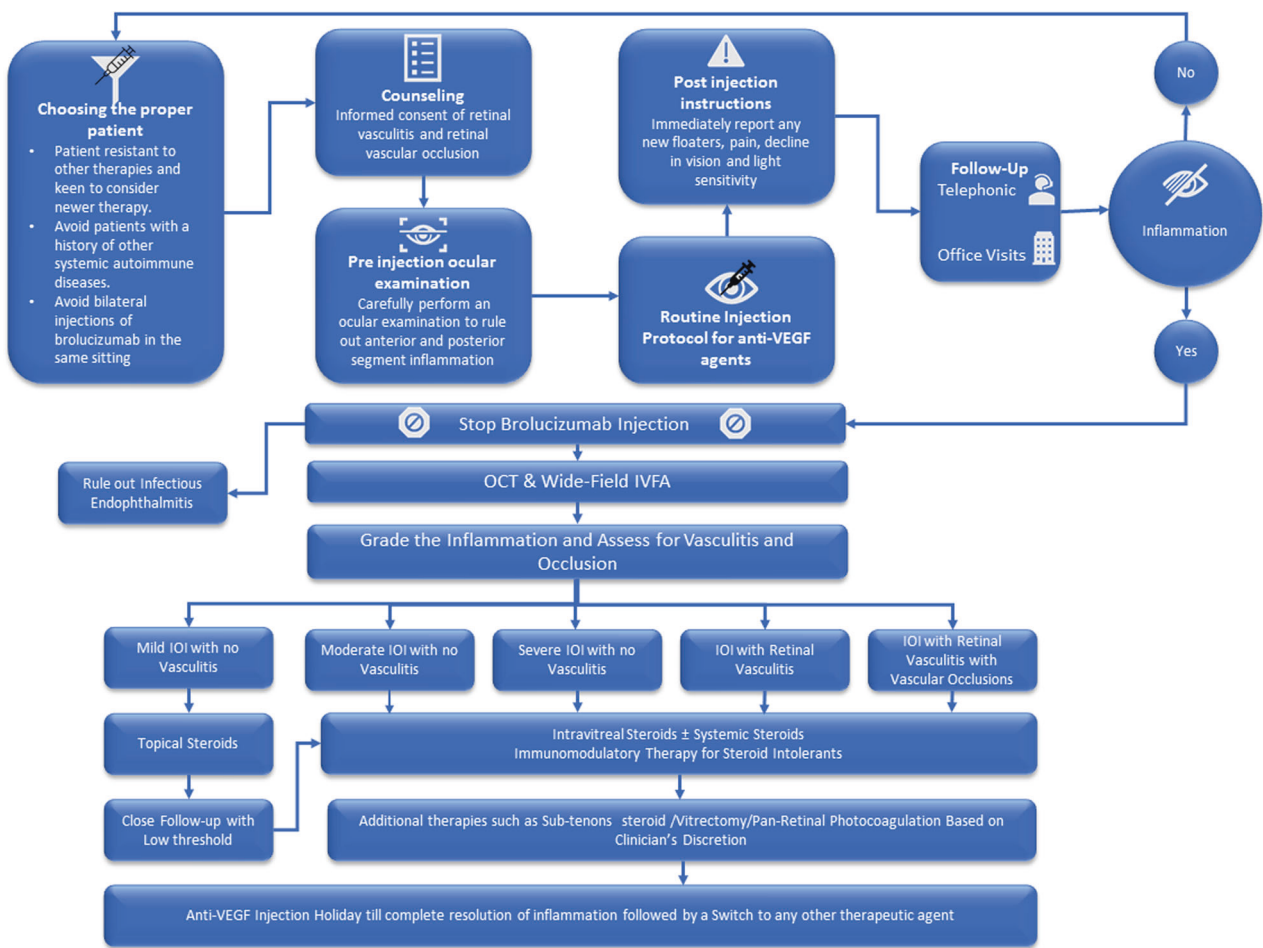 Choosing the proper
patient
• Patient resistant to
other therapies and
keen to consider
newer therapy.
• Avoid patients with a
history of other
systemic autoimmune
diseases.
• Avoid bilateral
injections of
brolucizumab in the
same sitting
Counseling
Informed consent of retinal
vasculitis and retinal
vascular occlusion
Pre injection ocular
examination
Carefully perform an
ocular examination to rule
out anterior and posterior
segment inflammation
Routine Injection
Protocol for anti-VEGF
agents
Post injection
instructions
Immediately report any
new floaters, pain, decline
in vision and light
sensitivity
Follow-Up
Telephonic
Office Visits
Inflammation
No
Yes
Stop Brolucizumab Injection
Rule out Infectious
Endophthalmitis
OCT & Wide-Field IVFA
Grade the Inflammation and Assess for Vasculitis and
Occlusion
Mild IOI with no
Vasculitis
Moderate IOI with no
Vasculitis
Severe IOI with no
Vasculitis
IOI with Retinal
Vasculitis
IOI with Retinal
Vasculitis with
Vascular Occlusions
Topical Steroids
Close Follow-up with
Low threshold
Intravitreal Steroids ± Systemic Steroids
Immunomodulatory Therapy for Steroid Intolerants
Additional therapies such as Sub-tenons steroid /Vitrectomy/Pan-Retinal Photocoagulation Based on
Clinician's Discretion
Anti-VEGF Injection Holiday till complete resolution of inflammation followed by a Switch to any other therapeutic agent